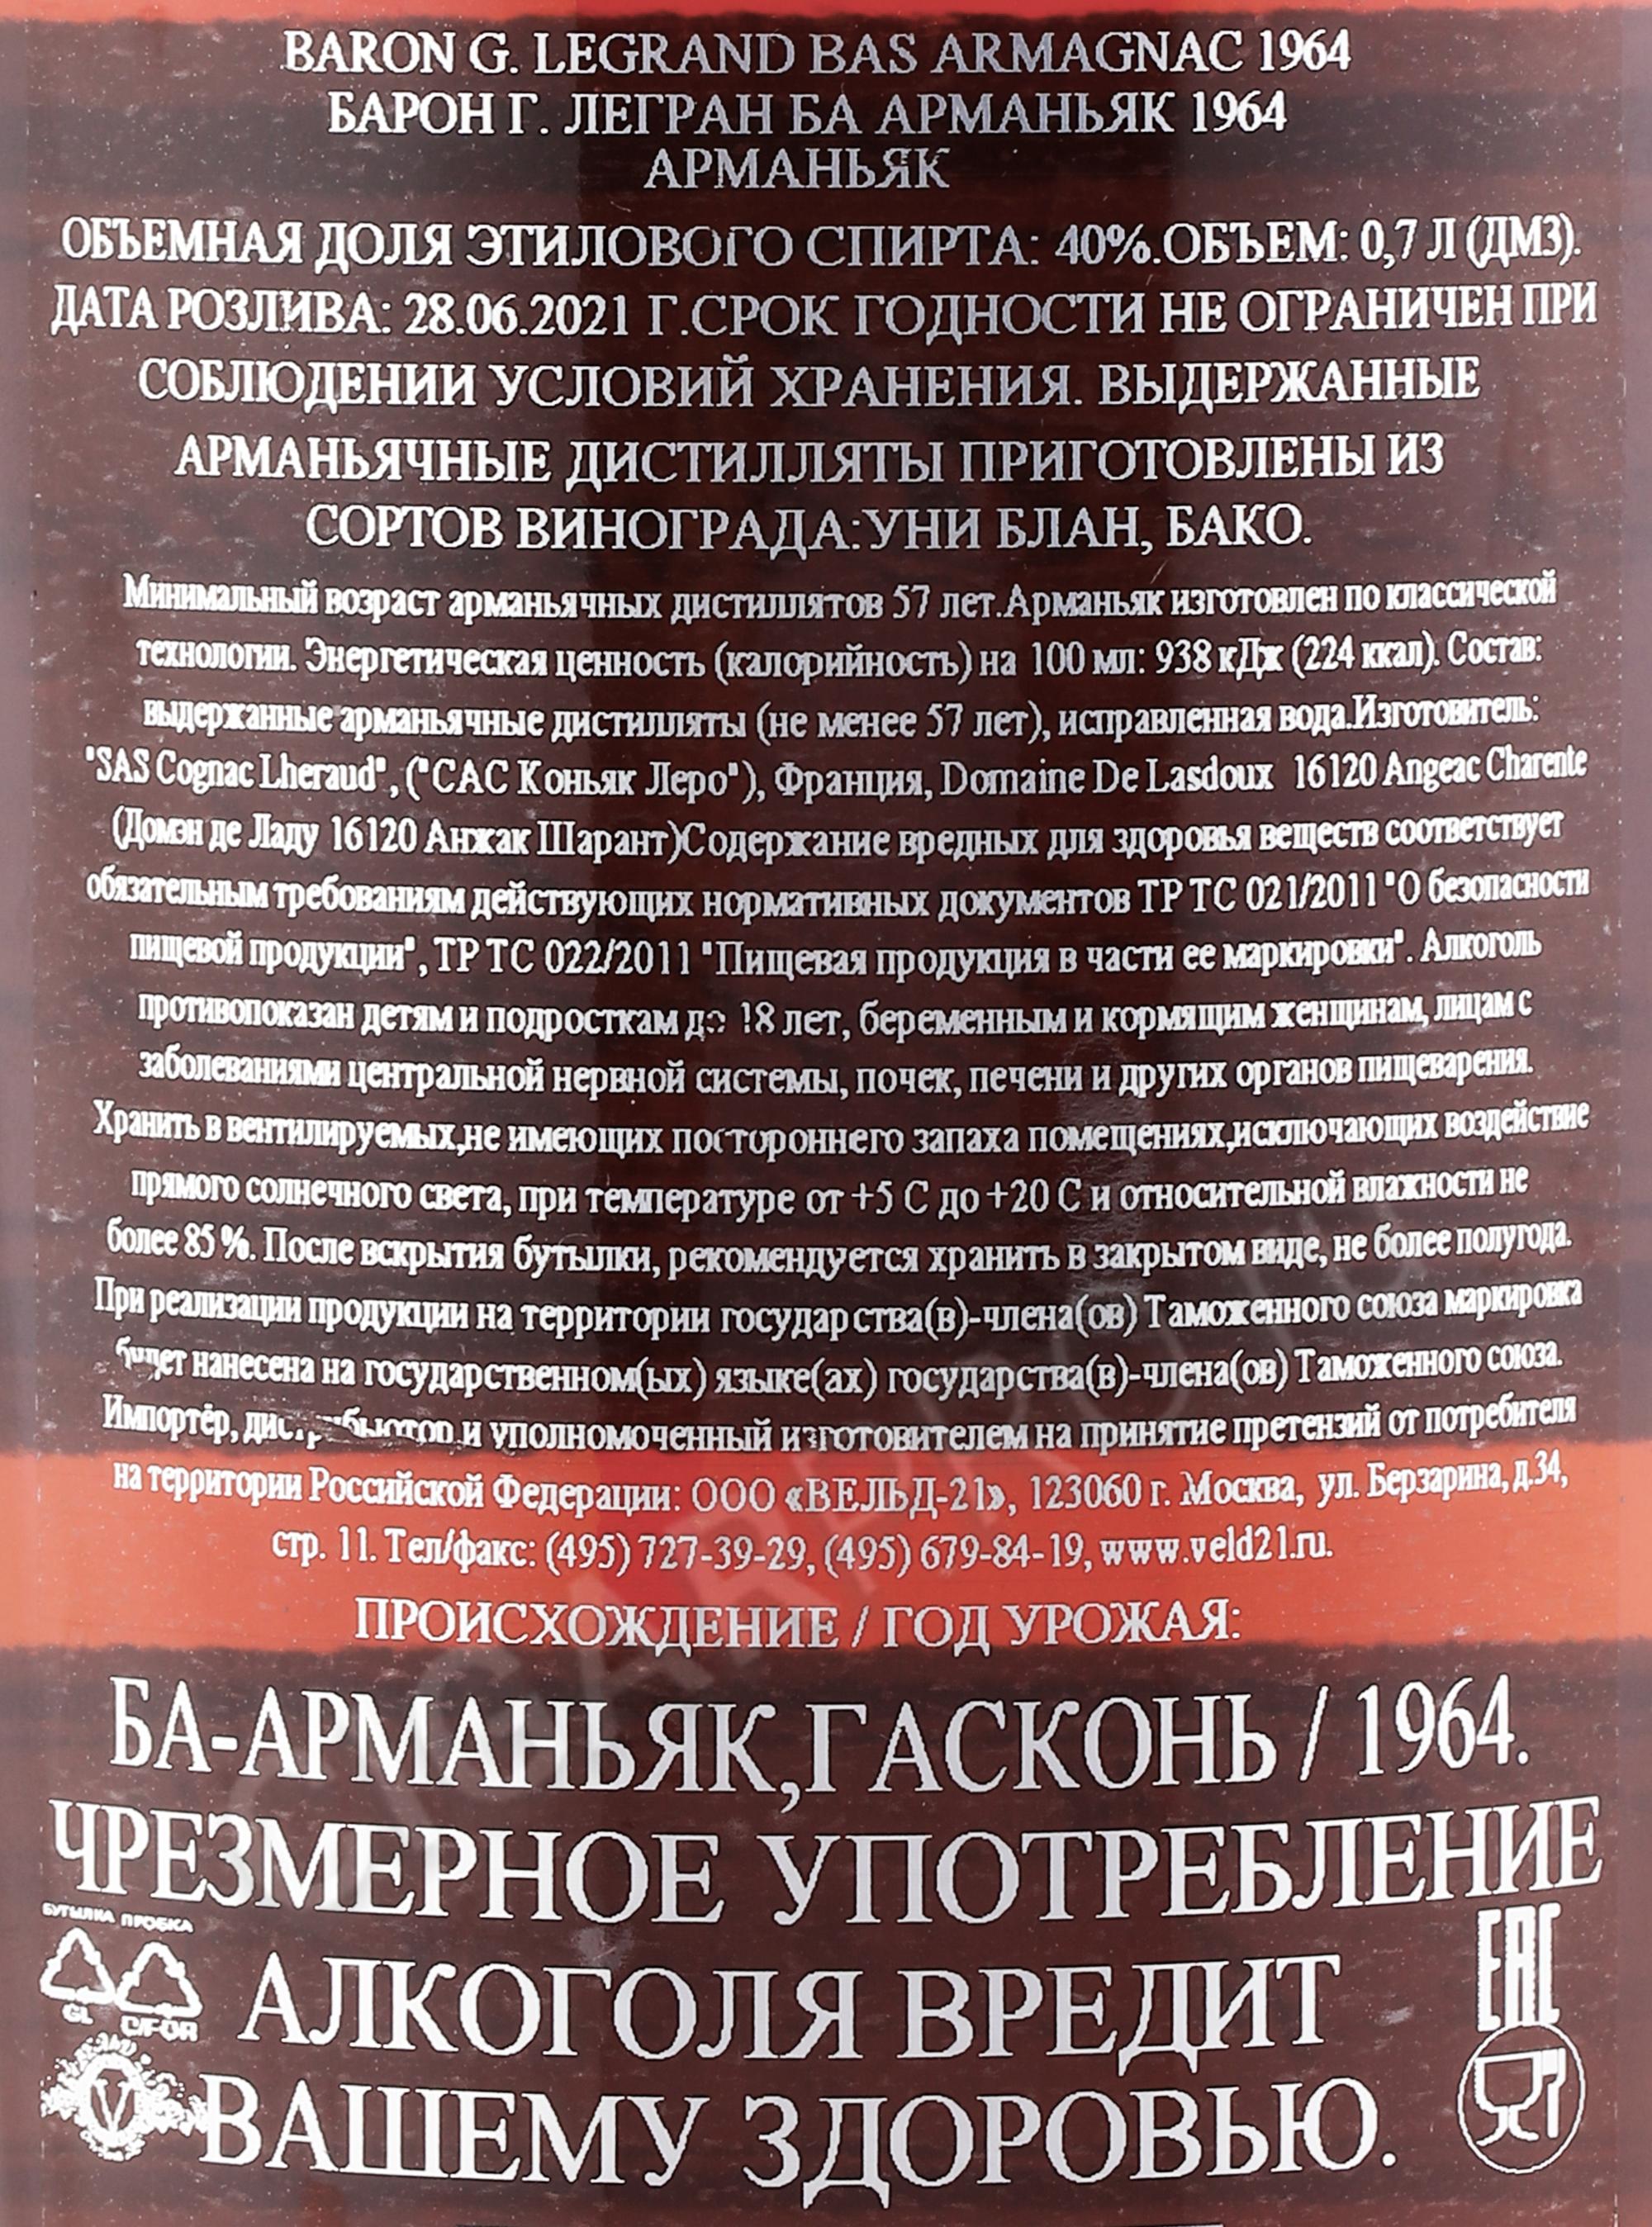 BARON G. LEGRAND BAS ARMAGNAC 1964
БАРОН Г. ЛЕГРАН БА АРМАНЬЯК 1964
АРМАНЬЯК
ОБЪЕМНАЯ ДОЛЯ ЭТИЛОВОГО СПИРТА: 40%.ОБЪЕМ: 0,7 Л (ДМ3).
ДАТА РОЗЛИВА: 28.06.2021 Г.СРОК ГОДНОСТИ НЕ ОГРАНИЧЕН ПРИ
СОБЛЮДЕНИИ УСЛОВИЙ ХРАНЕНИЯ. ВЫДЕРЖАННЫЕ
АРМАНЬЯЧНЫЕ ДИСТИЛЛЯТЫ ПРИГОТОВЛЕНЫ ИЗ
СОРТОВ ВИНОГРАДА:УНИ БЛАН, БАКО.
Минимальный возраст арманьячных дистиллятов 57 лет.Арманьяк изготовлен по классической
технологии. Энергетическая ценность (калорийность) на 100 мл: 938 кДж (224 ккал). Состав:
выдержанные арманьячные дистилляты (не менее 57 лет), исправленная вода.Изготовитель:
"SAS Cognac Lheraud", ("САС Коньяк Леро"), Франция, Domaine De Lasdoux 16120 Angeac Charente
(Домэн де Ладу 16120 Анжак Шарант)Содержание вредных для здоровья веществ соответствует
обязательным требованиям действующих нормативных документов ТР ТС 021/2011 "О безопасности
пищевой продукции", ТР ТС 022/2011 "Пищевая продукция в части ее маркировки". Алкоголь
противопоказан детям и подросткам до 18 лет, беременным и кормящим женщинам, лицам с
заболеваниями центральной нервной системы, почек, печени и других органов пищеварения.
Хранить в вентилируемых,не имеющих постороннего запаха помещениях,исключающих воздействие
прямого солнечного света, при температуре от +5 С до +20 С и относительной влажности не
более 85 %. После вскрытия бутылки, рекомендуется хранить в закрытом виде, не более полугода.
При реализации продукции на территории государства(в)-члена(ов) Таможенного союза маркировка
будет нанесена на государственном(ых) языке(ах) государства(в)-члена(ов) Таможенного союза.
Импортёр, дистрибьютор и уполномоченный изготовителем на принятие претензий от потребителя
на территории Российской Федерации: ООО «ВЕЛЬД-21», 123060 г. Москва, ул. Берзарина, д.34,
стр. 11. Тел/факс: (495) 727-39-29, (495) 679-84-19, www.veld21.ru.
ПРОИСХОЖДЕНИЕ / ГОД УРОЖАЯ:
БА-АРМАНЬЯК,ГАСКОНЬ / 1964.
ЧРЕЗМЕРНОЕ УПОТРЕБЛЕНИЕ
БУТЫЛКА ПРОБКА
АЛКОГОЛЯ ВРЕДИТ
GL C/FOR
EAC
ВАШЕМУ ЗДОРОВЬЮ.
V